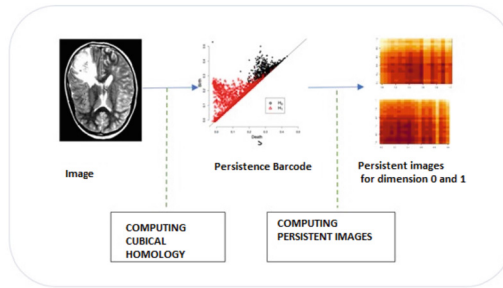 H₀
H₁
Death
Image
Persistence Barcode
Persistent images
for dimension 0 and 1
COMPUTING
CUBICAL
HOMOLOGY
COMPUTING
PERSISTENT IMAGES